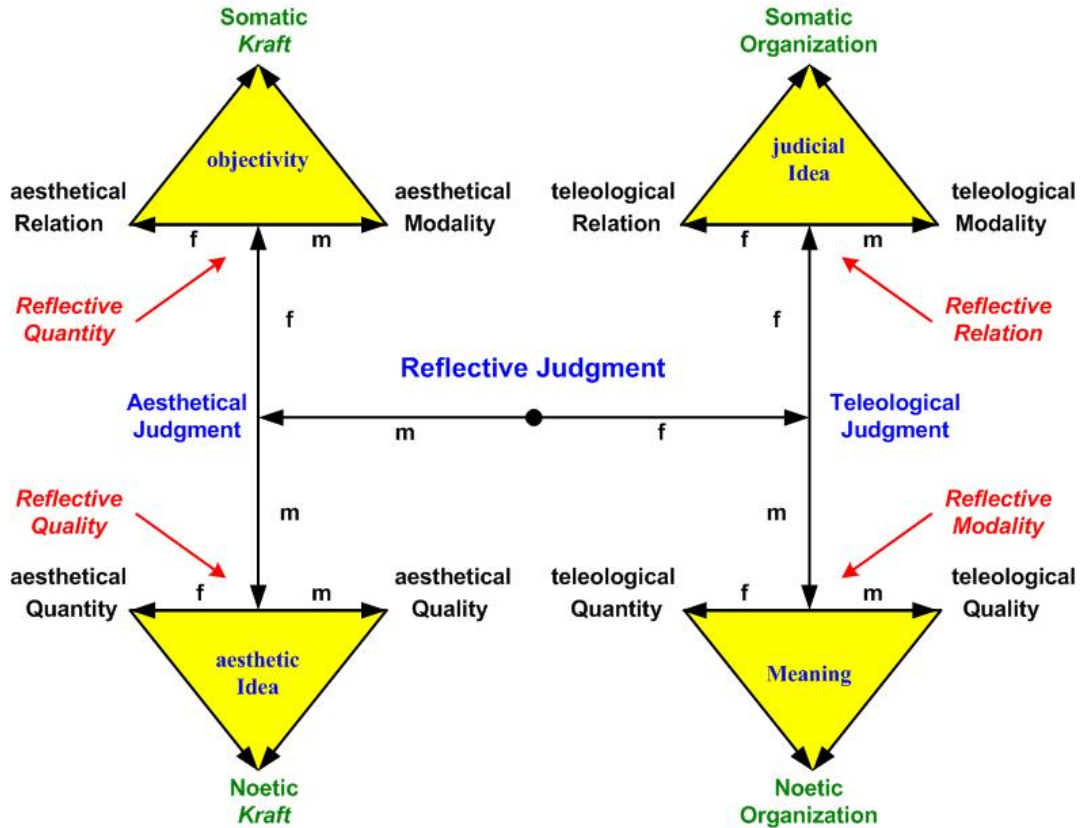 Somatic
Kraft
Somatic
Organization
objectivity
judicial
Idea
aesthetical
Relation
aesthetical
Modality
teleological
Relation
teleological
Modality
f
m
f
m
Reflective
Quantity
Reflective
Relation
f
f
Reflective Judgment
Aesthetical
Judgment
Teleological
Judgment
m
f
Reflective
Quality
Reflective
Modality
m
m
aesthetical
Quantity
aesthetical
Quality
teleological
Quantity
teleological
Quality
f
m
f
m
aesthetic
Idea
Meaning
Noetic
Kraft
Noetic
Organization